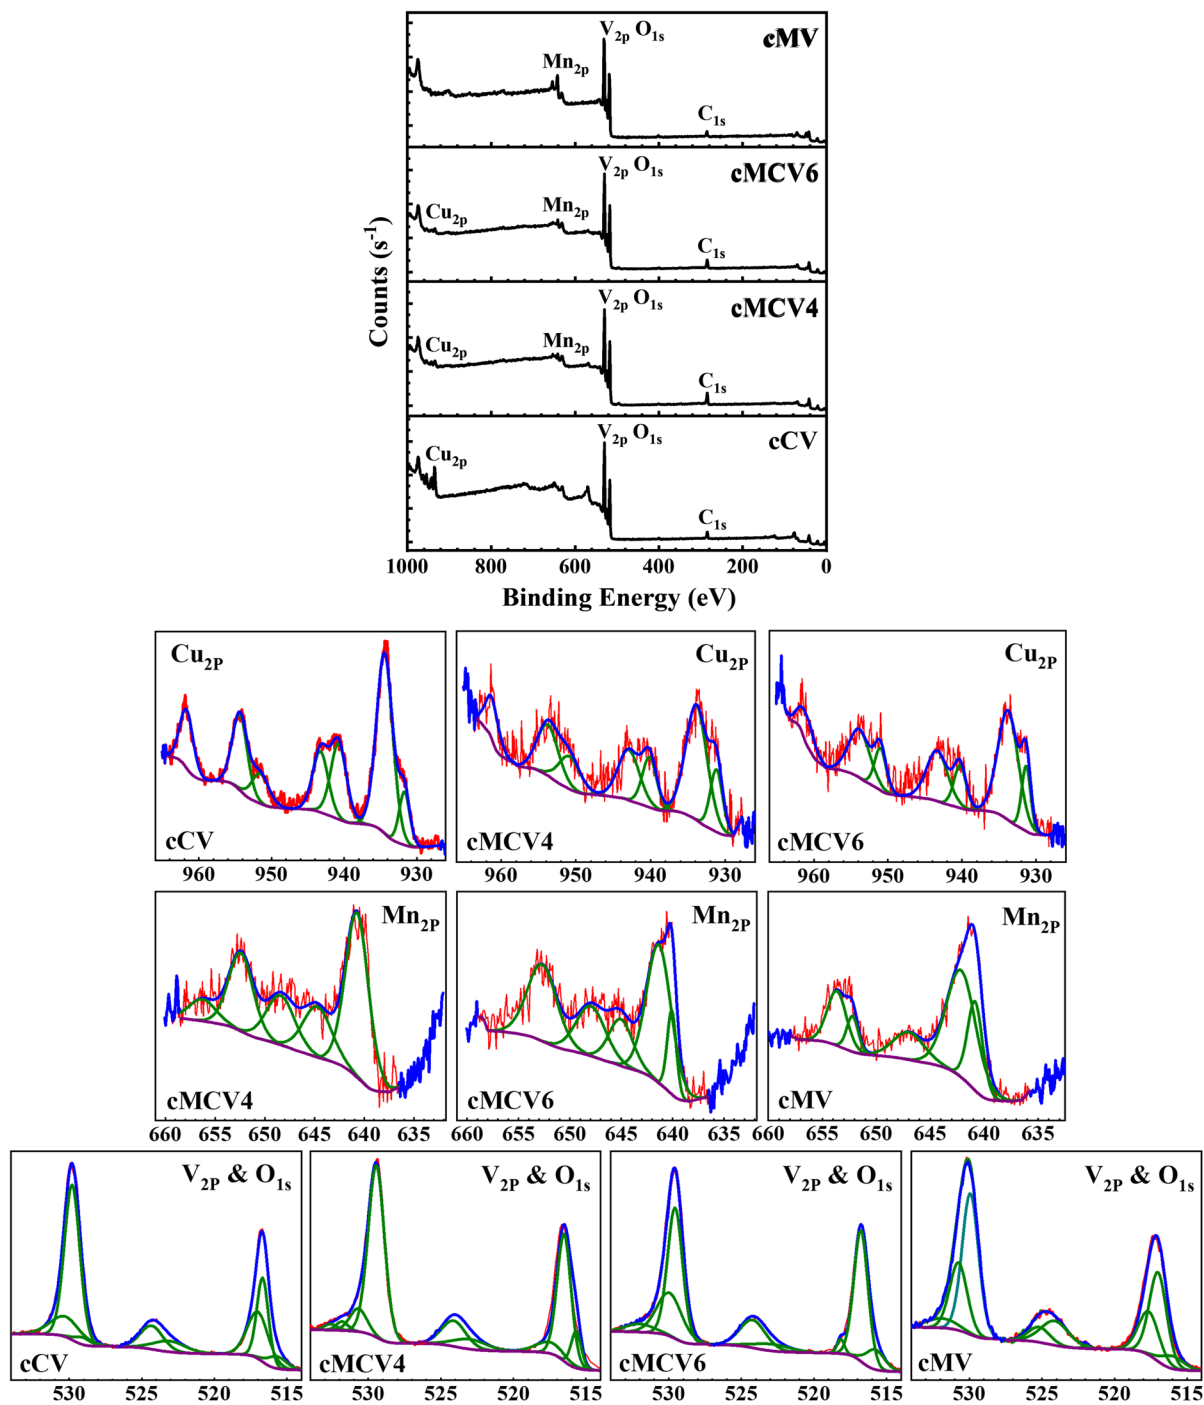 V2p O1s cMV
Mn2p
C1s
V2p O1s cMCV6
Cu2p Mn2p
C1s
V2p O1s cMCV4
Cu2p Mn2p
C1s
V2p O1s cCV
Cu2p
C1s
Counts (s-1)
1000 800 600 400 200 0
Binding Energy (eV)
Cu2P Cu2P Cu2P
cCV cMCV4 cMCV6
960 950 940 930 960 950 940 930 960 950 940 930
Mn2P Mn2P Mn2P
cMCV4 cMCV6 cMV
660 655 650 645 640 635 660 655 650 645 640 635 660 655 650 645 640 635
V2P & O1s V2P & O1s V2P & O1s V2P & O1s
cCV cMCV4 cMCV6 cMV
530 525 520 515 530 525 520 515 530 525 520 515 530 525 520 515